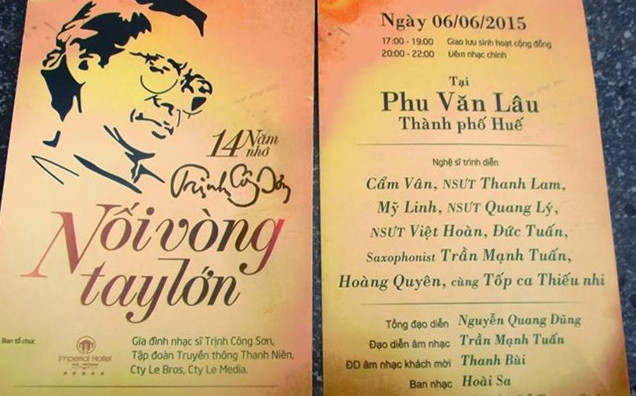 14 Năm
nhớ
Trịnh Công Sơn
Nối vòng
tay lớn
Ban tổ chức
Imperial Hotel
Gia đình nhạc sĩ Trịnh Công Sơn,
Tập đoàn Truyền thông Thanh Niên,
Cty Le Bros, Cty Le Media.
Ngày 06/06/2015
17:00 - 19:00 Giao lưu sinh hoạt cộng đồng
20:00 - 22:00 Đêm nhạc chính
Tại
Phu Văn Lâu
Thành phố Huế
Nghệ sĩ trình diễn
Cẩm Vân, NSƯT Thanh Lam,
Mỹ Linh, NSƯT Quang Lý,
NSƯT Việt Hoàn, Đức Tuấn,
Saxophonist Trần Mạnh Tuấn,
Hoàng Quyên, cùng Tốp ca Thiếu nhi
Tổng đạo diễn Nguyễn Quang Dũng
Đạo diễn âm nhạc Trần Mạnh Tuấn
ĐD âm nhạc khách mời Thanh Bùi
Ban nhạc Hoài Sa